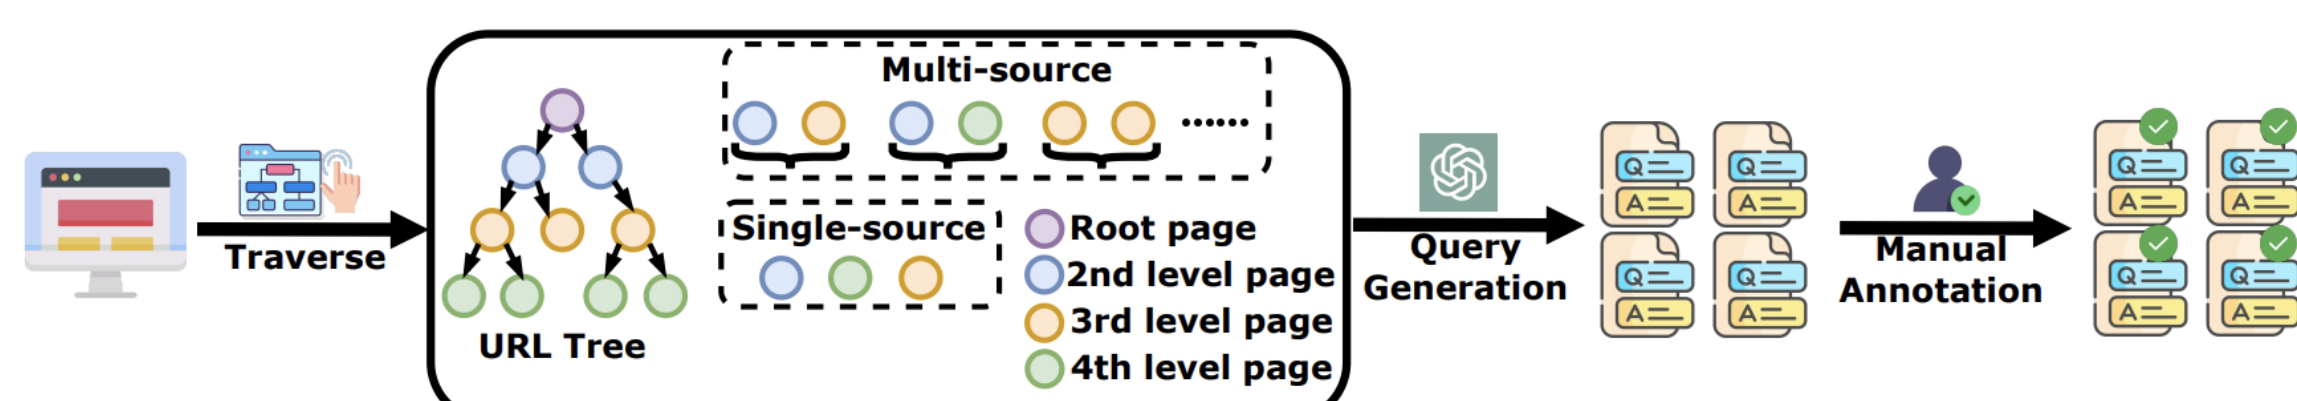 Traverse
URL Tree
Multi-source
......
Single-source
Root page
2nd level page
3rd level page
4th level page
Query
Generation
Q
A
Q
A
Q
A
Q
A
Manual
Annotation
Q
A
Q
A
Q
A
Q
A